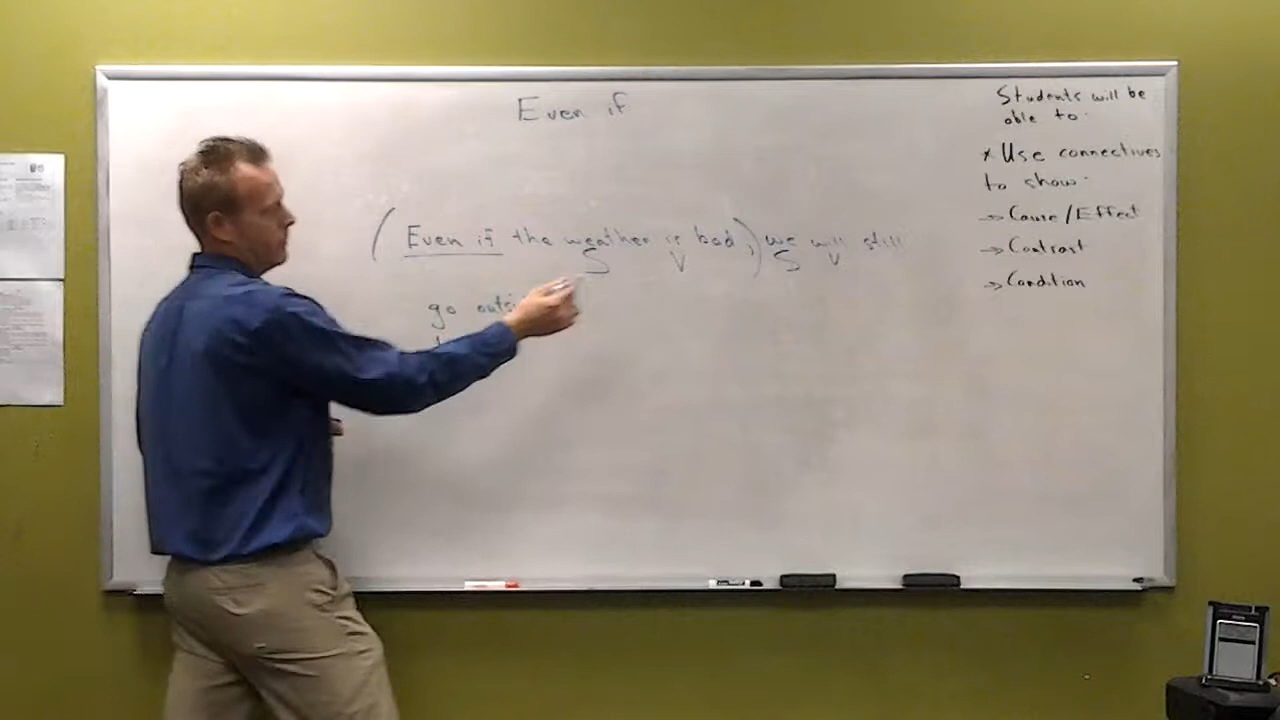 Even if
(Even if the weather is bad,) we will still
S V S V
go outsi
Students will be
able to:
* Use connectives
to show:
→ Cause/Effect
→ Contrast
→ Condition